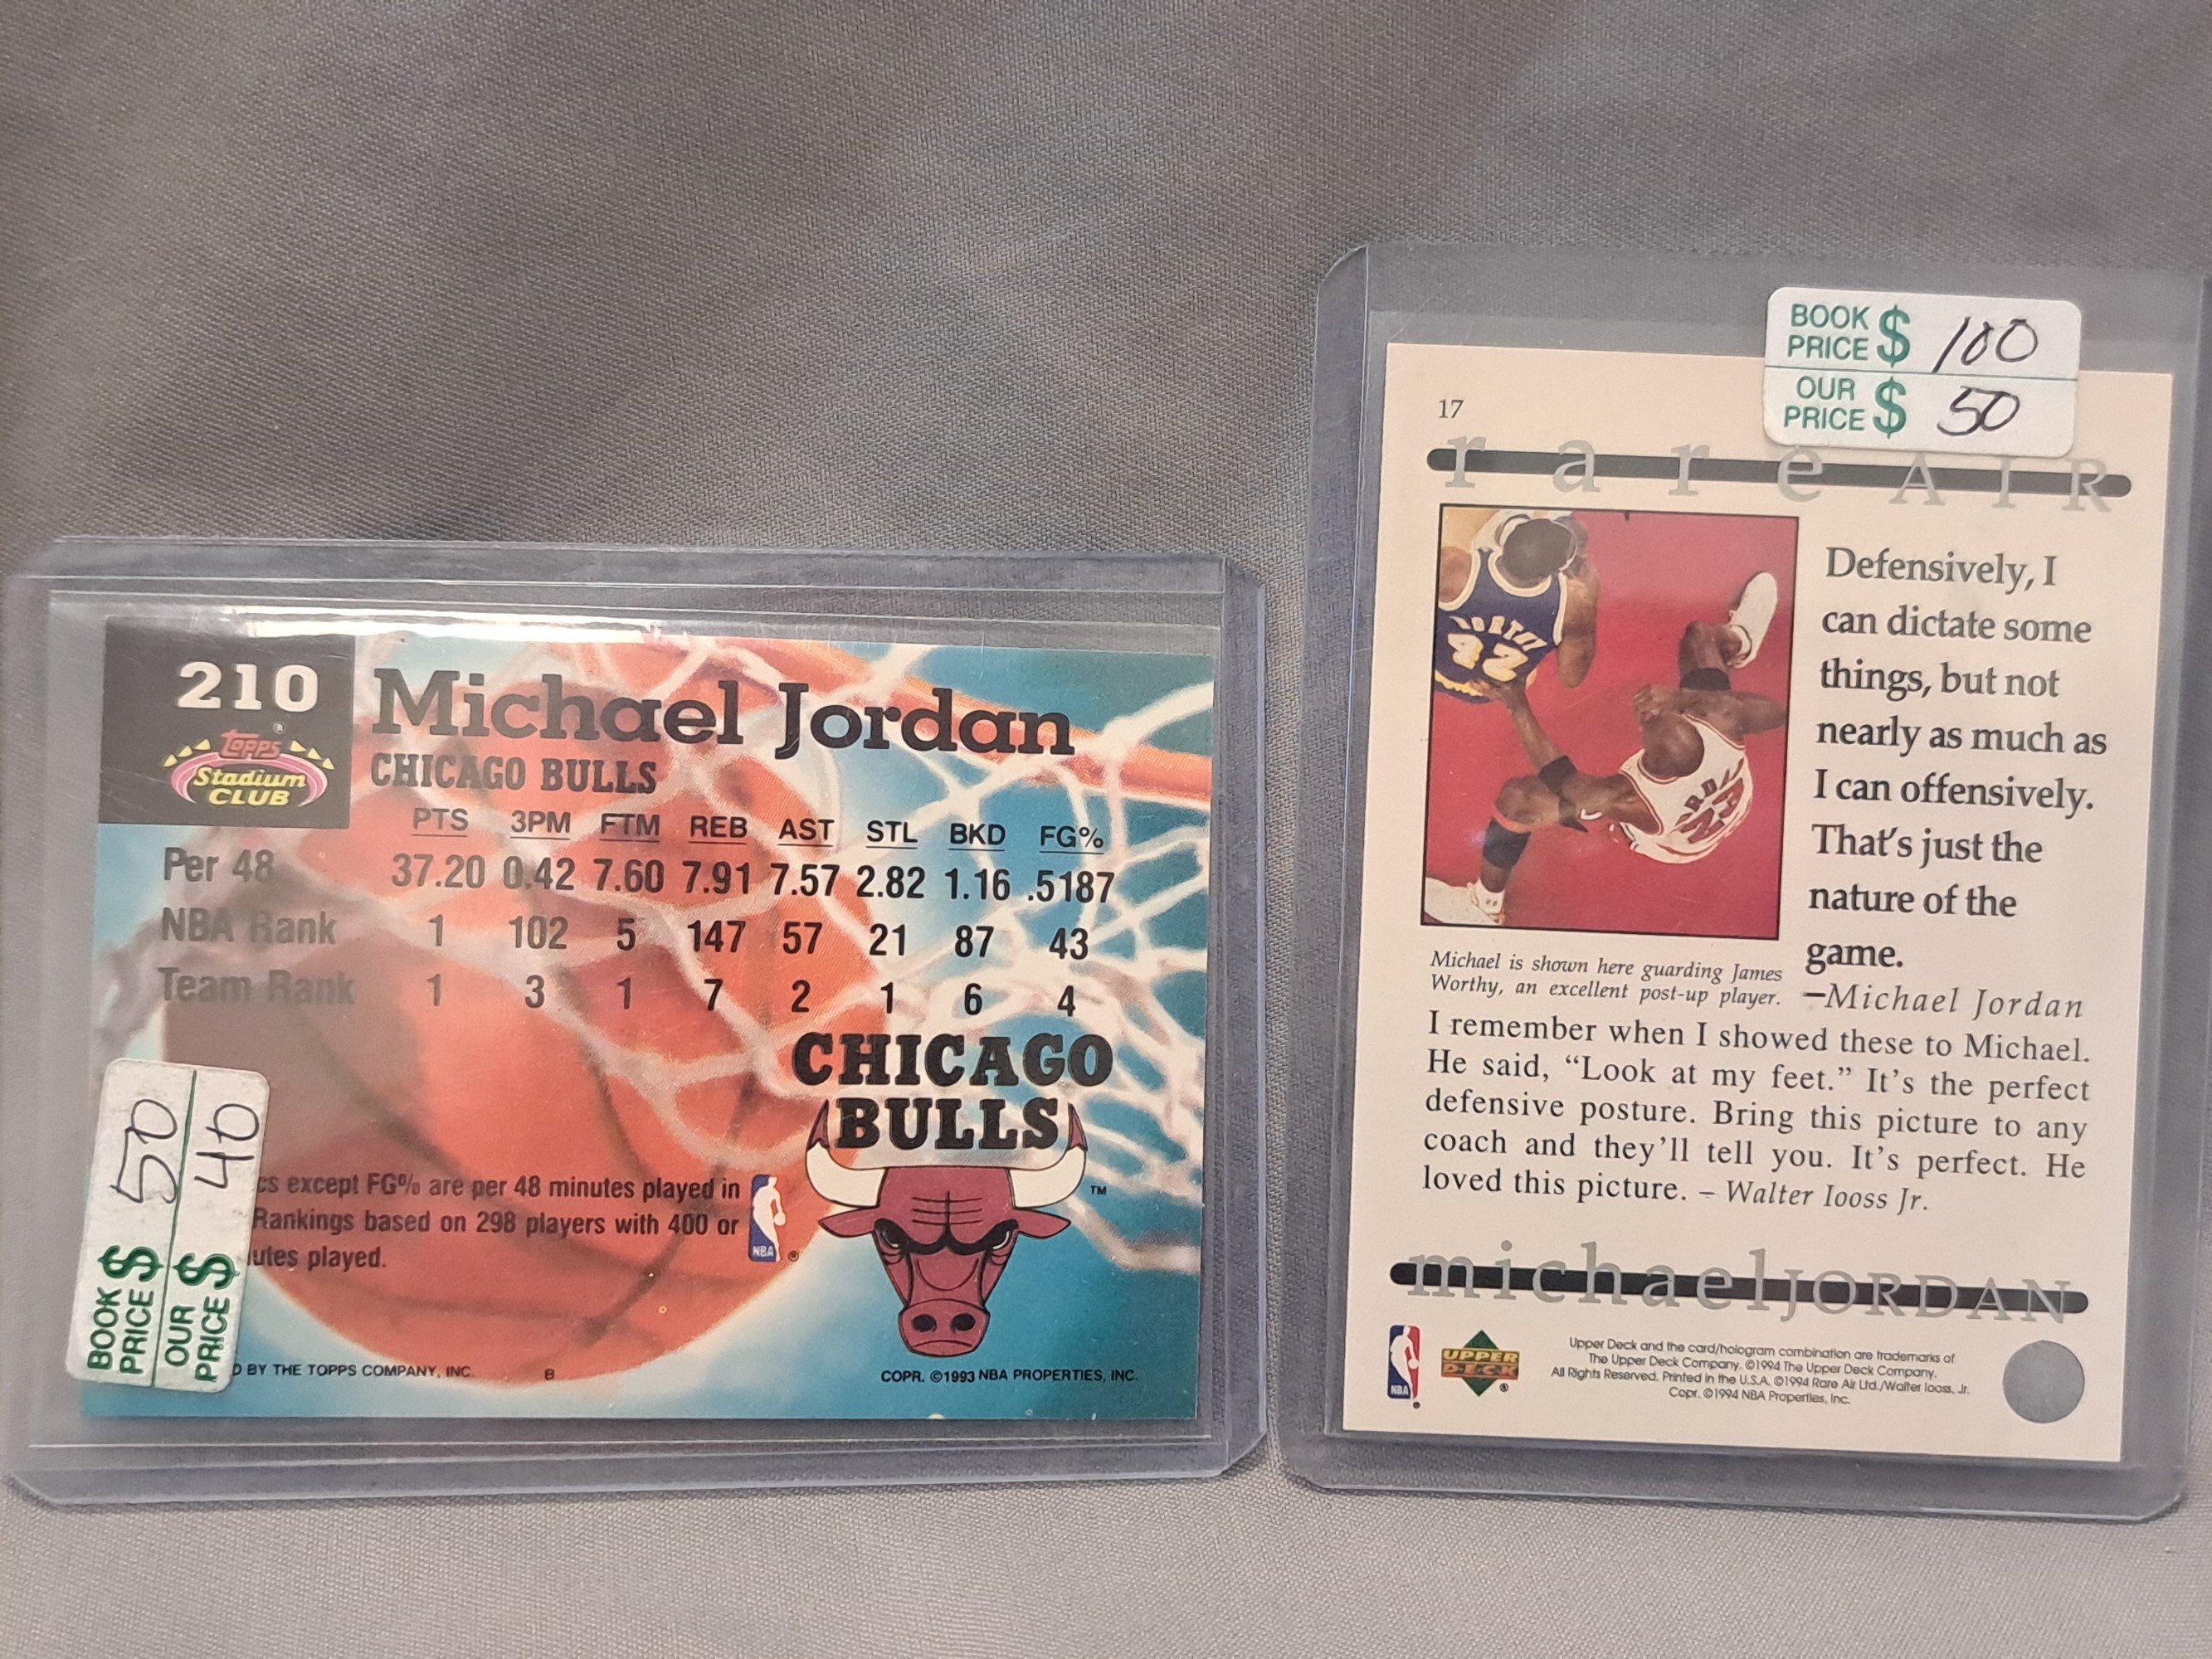 210
Topps ®
Stadium
CLUB
Michael Jordan
CHICAGO BULLS
PTS 3PM FTM REB AST STL BKD FG%
Per 48 37.20 0.42 7.60 7.91 7.57 2.82 1.16 .5187
NBA Rank 1 102 5 147 57 21 87 43
Team Rank 1 3 1 7 2 1 6 4
CHICAGO
BULLS
TM
cs except FG% are per 48 minutes played in
Rankings based on 298 players with 400 or
utes played.
NBA ®
BOOK PRICE $ 50
OUR PRICE $ 40
D BY THE TOPPS COMPANY, INC. B COPR. ©1993 NBA PROPERTIES, INC.
BOOK PRICE $ 100
OUR PRICE $ 50
17
rare AIR
WORTHY
42
JORDAN
23
Defensively, I
can dictate some
things, but not
nearly as much as
I can offensively.
That's just the
nature of the
game.
–Michael Jordan
Michael is shown here guarding James
Worthy, an excellent post-up player.
I remember when I showed these to Michael.
He said, “Look at my feet.” It's the perfect
defensive posture. Bring this picture to any
coach and they'll tell you. It's perfect. He
loved this picture. – Walter Iooss Jr.
michaelJORDAN
NBA ®
UPPER
DECK ®
Upper Deck and the card/hologram combination are trademarks of
The Upper Deck Company. ©1994 The Upper Deck Company.
All Rights Reserved. Printed in the U.S.A. ©1994 Rare Air Ltd./Walter Iooss, Jr.
Copr. ©1994 NBA Properties, Inc.